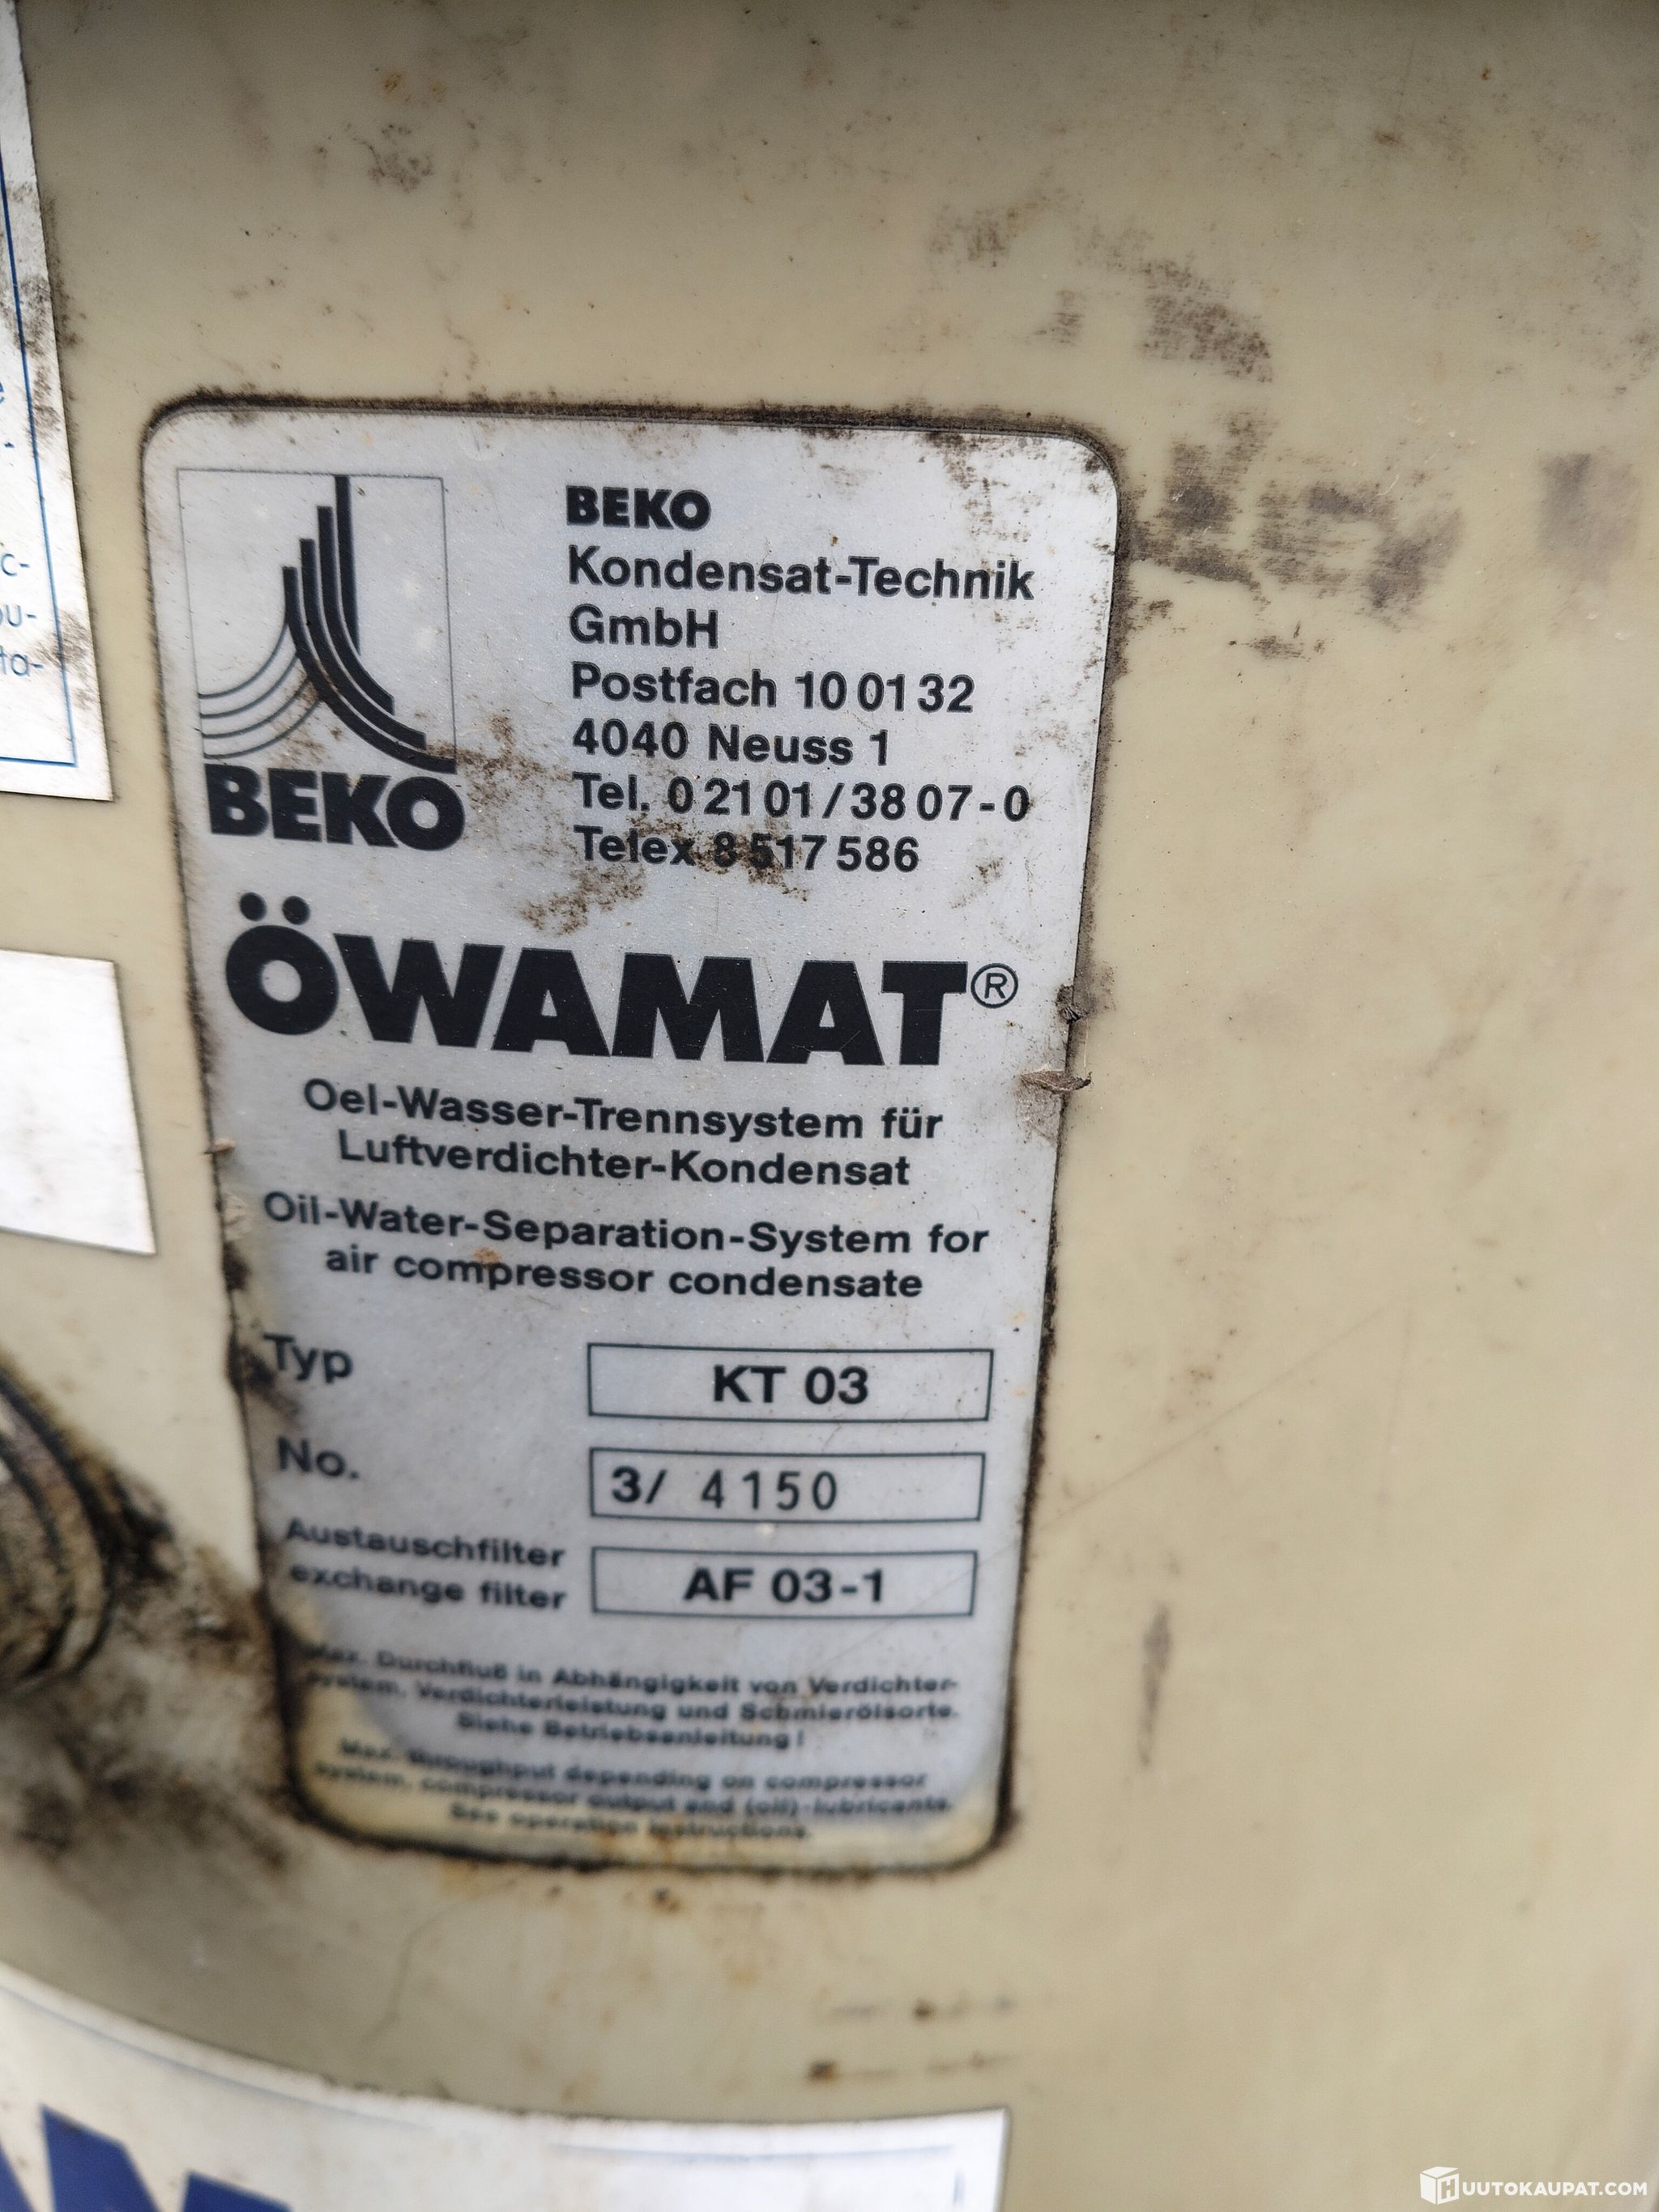 c-
ou-
ta-
BEKO
BEKO
Kondensat-Technik
GmbH
Postfach 10 01 32
4040 Neuss 1
Tel. 0 21 01 / 38 07 - 0
Telex 8 517 586
ÖWAMAT®
Oel-Wasser-Trennsystem für
Luftverdichter-Kondensat
Oil-Water-Separation-System for
air compressor condensate
Typ KT 03
No. 3/ 4150
Austauschfilter
exchange filter AF 03-1
Max. Durchfluß in Abhängigkeit von Verdichter-
system, Verdichterleistung und Schmierölsorte.
Siehe Betriebsanleitung!
Max. throughput depending on compressor
system, compressor output and (oil)-lubricants.
See operation instructions.
HUUTOKAUPAT.COM